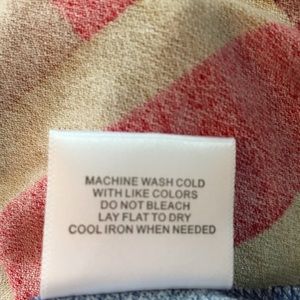 MACHINE WASH COLD
WITH LIKE COLORS
DO NOT BLEACH
LAY FLAT TO DRY
COOL IRON WHEN NEEDED